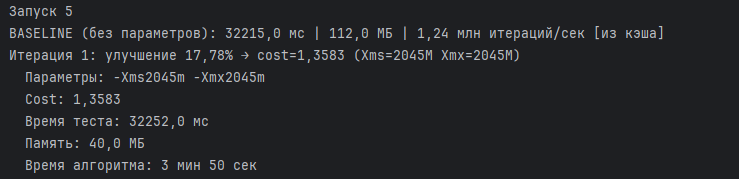 Запуск 5
BASELINE (без параметров): 32215,0 мс | 112,0 МБ | 1,24 млн итераций/сек [из кэша]
Итерация 1: улучшение 17,78% → cost=1,3583 (Xms=2045M Xmx=2045M)
Параметры: -Xms2045m -Xmx2045m
Cost: 1,3583
Время теста: 32252,0 мс
Память: 40,0 МБ
Время алгоритма: 3 мин 50 сек